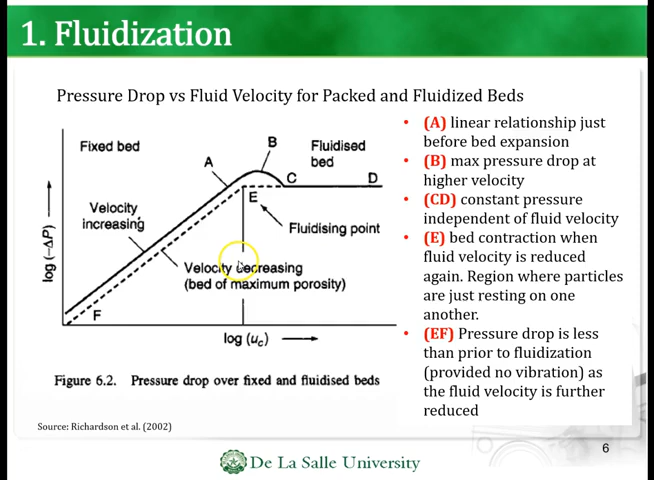 1. Fluidization
Pressure Drop vs Fluid Velocity for Packed and Fluidized Beds
Fixed bed
B
Fluidised
bed
A
C
D
E
Velocity
increasing
Fluidising point
log (-ΔP)
Velocity decreasing
(bed of maximum porosity)
F
log (uc)
Figure 6.2. Pressure drop over fixed and fluidised beds
• (A) linear relationship just
before bed expansion
• (B) max pressure drop at
higher velocity
• (CD) constant pressure
independent of fluid velocity
• (E) bed contraction when
fluid velocity is reduced
again. Region where particles
are just resting on one
another.
• (EF) Pressure drop is less
than prior to fluidization
(provided no vibration) as
the fluid velocity is further
reduced
Source: Richardson et al. (2002)
6
De La Salle University